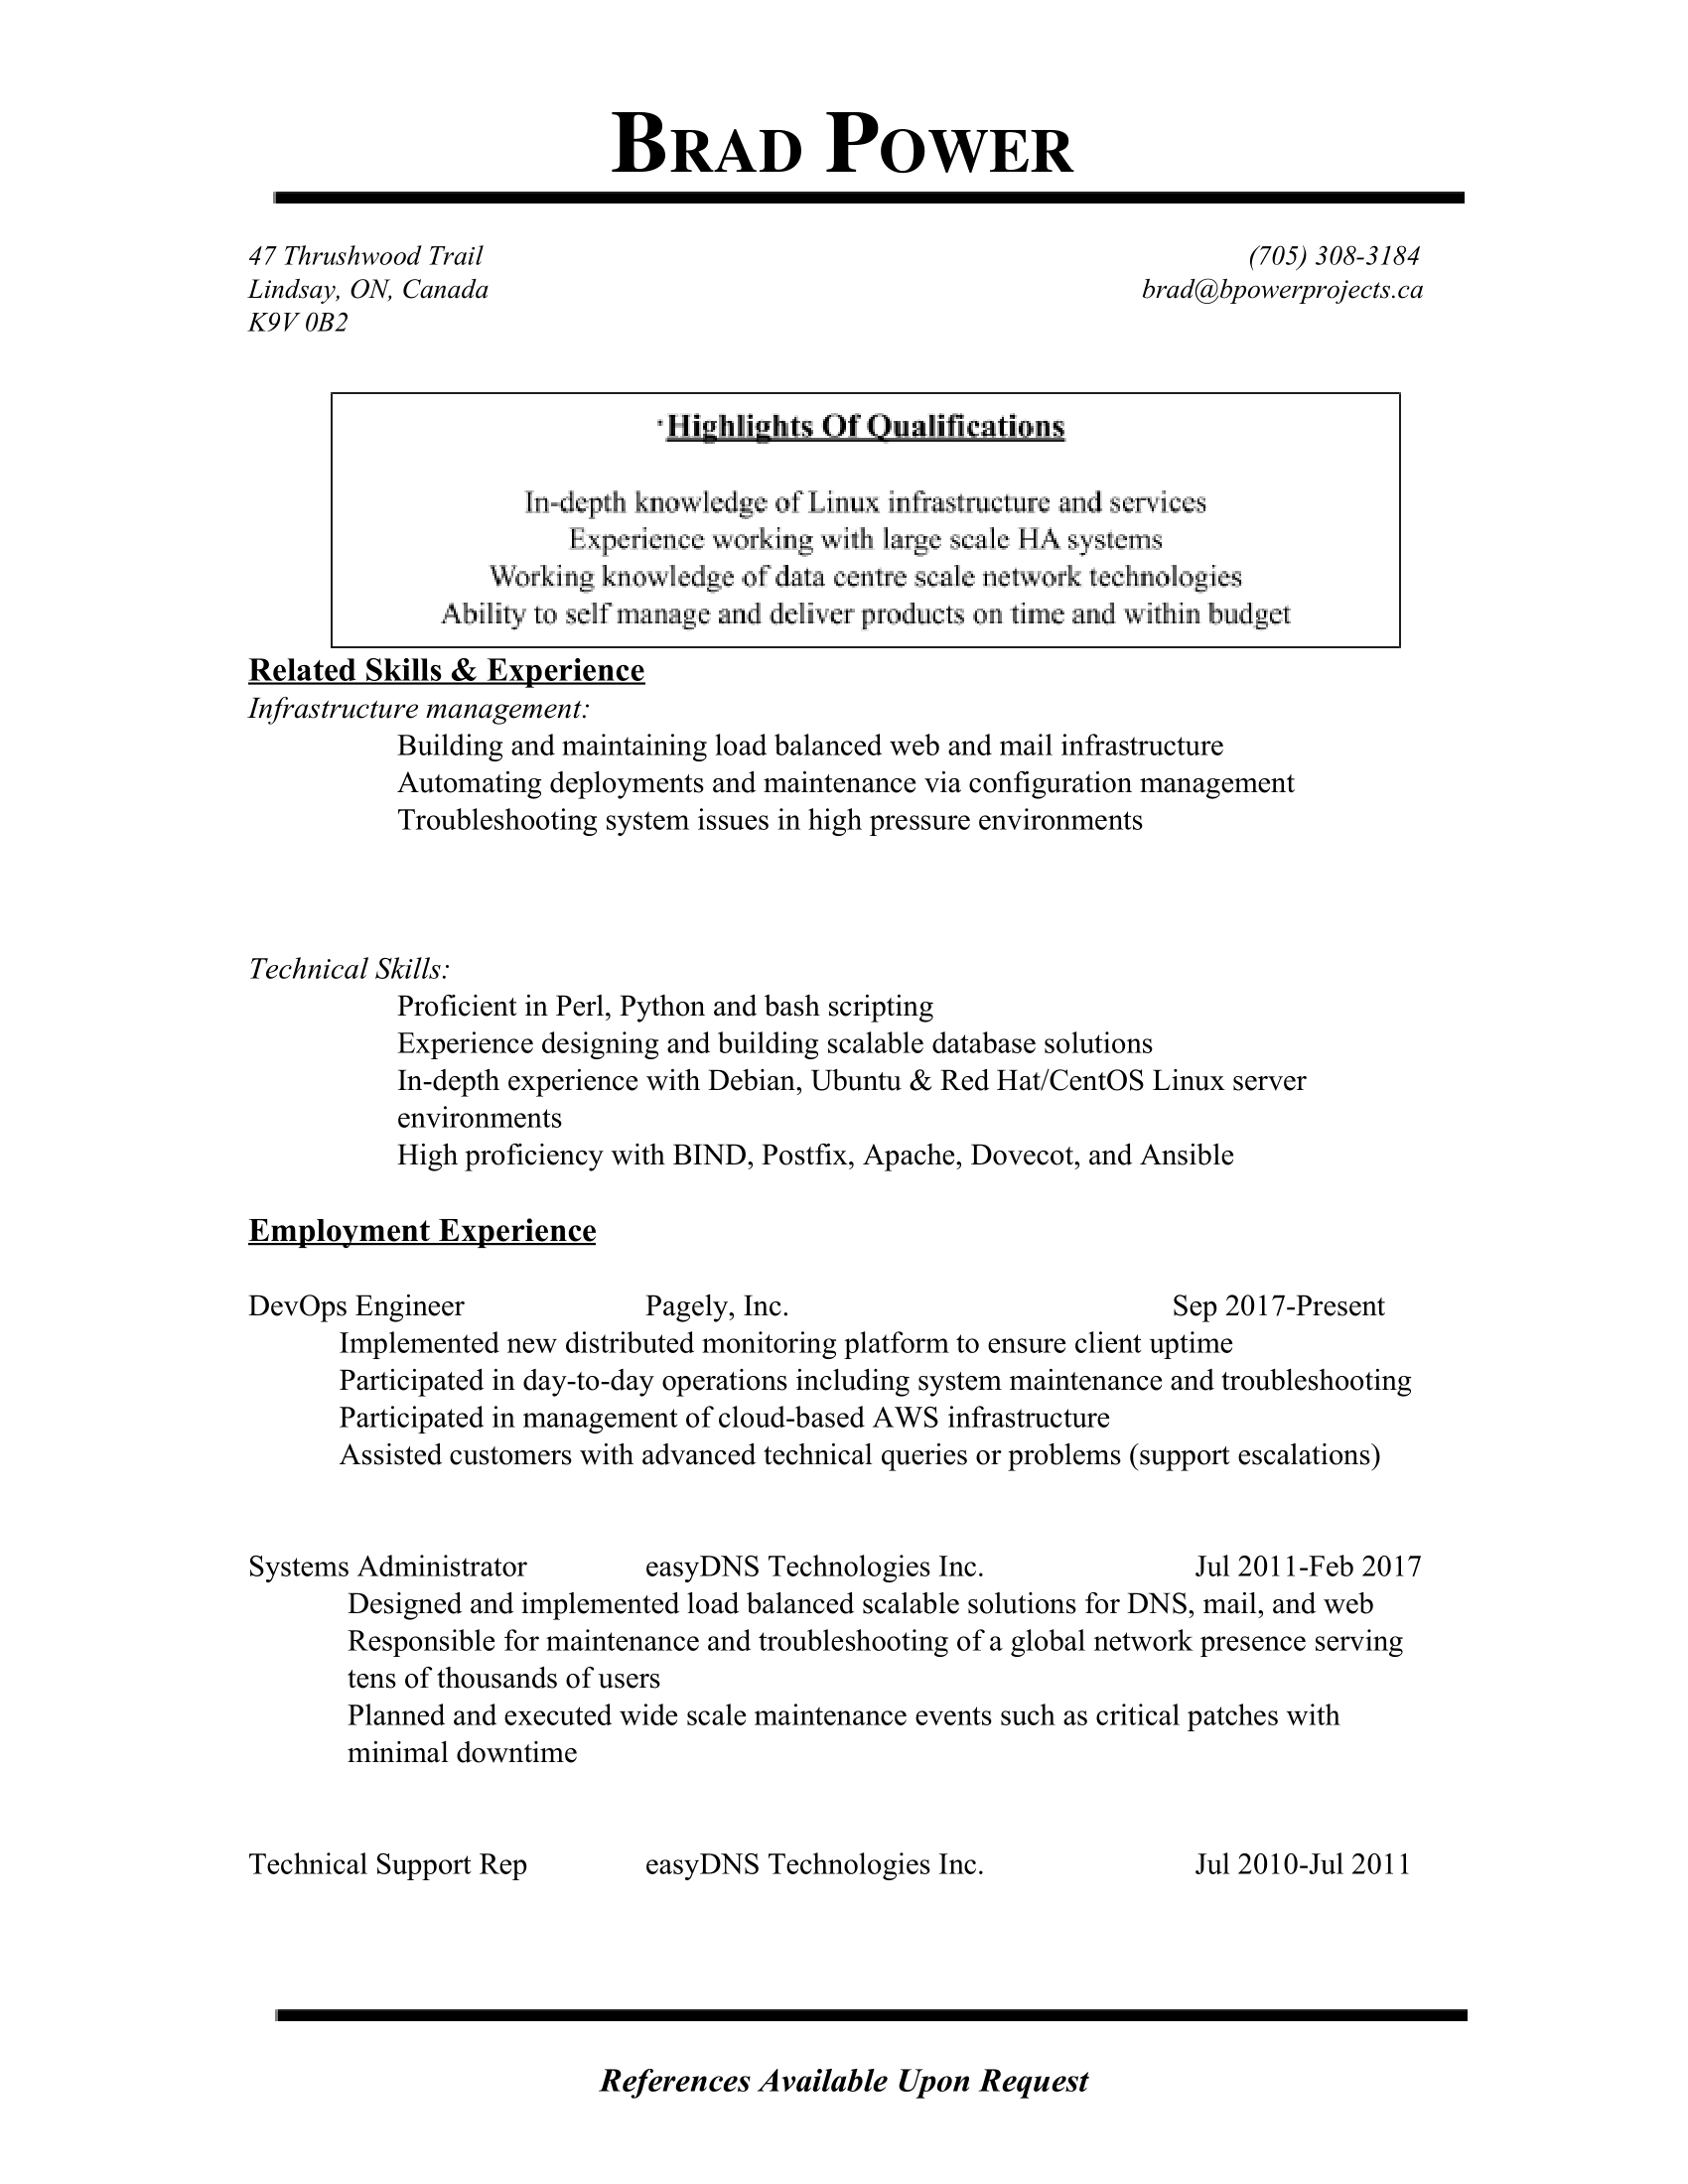 BRAD POWER
47 Thrushwood Trail (705) 308-3184
Lindsay, ON, Canada brad@bpowerprojects.ca
K9V 0B2
Highlights Of Qualifications
In-depth knowledge of Linux infrastructure and services
Experience working with large scale HA systems
Working knowledge of data centre scale network technologies
Ability to self manage and deliver products on time and within budget
Related Skills & Experience
Infrastructure management:
Building and maintaining load balanced web and mail infrastructure
Automating deployments and maintenance via configuration management
Troubleshooting system issues in high pressure environments
Technical Skills:
Proficient in Perl, Python and bash scripting
Experience designing and building scalable database solutions
In-depth experience with Debian, Ubuntu & Red Hat/CentOS Linux server
environments
High proficiency with BIND, Postfix, Apache, Dovecot, and Ansible
Employment Experience
DevOps Engineer Pagely, Inc. Sep 2017-Present
Implemented new distributed monitoring platform to ensure client uptime
Participated in day-to-day operations including system maintenance and troubleshooting
Participated in management of cloud-based AWS infrastructure
Assisted customers with advanced technical queries or problems (support escalations)
Systems Administrator easyDNS Technologies Inc. Jul 2011-Feb 2017
Designed and implemented load balanced scalable solutions for DNS, mail, and web
Responsible for maintenance and troubleshooting of a global network presence serving
tens of thousands of users
Planned and executed wide scale maintenance events such as critical patches with
minimal downtime
Technical Support Rep easyDNS Technologies Inc. Jul 2010-Jul 2011
References Available Upon Request